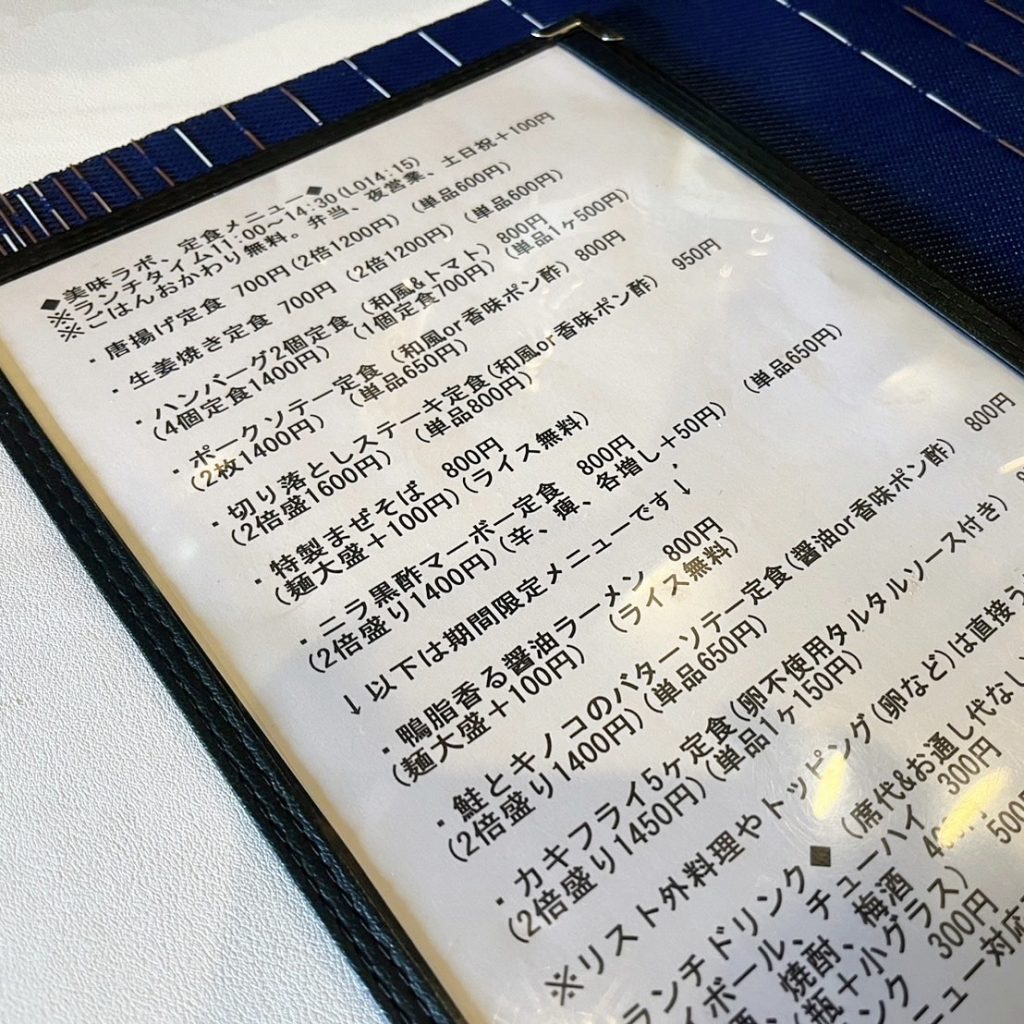 ◆美味ラボ、定食メニュー◆
※ランチタイム11:00～14:30(LO14:15)
※ごはんおかわり無料。弁当、夜営業、土日祝＋100円
・唐揚げ定食 700円(2倍1200円) (単品600円)
・生姜焼き定食 700円 (2倍1200円) (単品600円)
・ハンバーグ2個定食 (和風&トマト) 800円
(4個定食1400円) (1個定食700円) (単品1ヶ500円)
・ポークソテー定食 (和風or香味ポン酢) 800円
(2枚1400円) (単品650円)
・切り落としステーキ定食(和風or香味ポン酢) 950円
(2倍盛1600円) (単品800円)
・特製まぜそば 800円
(麺大盛＋100円) (ライス無料)
・ニラ黒酢マーボー定食 800円 (単品650円)
(2倍盛り1400円) (辛、痺、各増し＋50円)
↓以下は期間限定メニューです↓
・鴨脂香る醤油ラーメン 800円
(麺大盛＋100円) (ライス無料)
・鮭とキノコのバターソテー定食(醤油or香味ポン酢) 800円
(2倍盛り1400円) (単品650円)
・カキフライ5ヶ定食(卵不使用タルタルソース付き)
(2倍盛り1450円) (単品1ヶ150円)
※リスト外料理やトッピング(卵など)は直接う
ランチドリンク◆ (席代&お通し代なし
イボール、チューハイ 300円
焼酎、梅酒
(瓶＋小グラス) 500
ンク 300円
ニュー対応